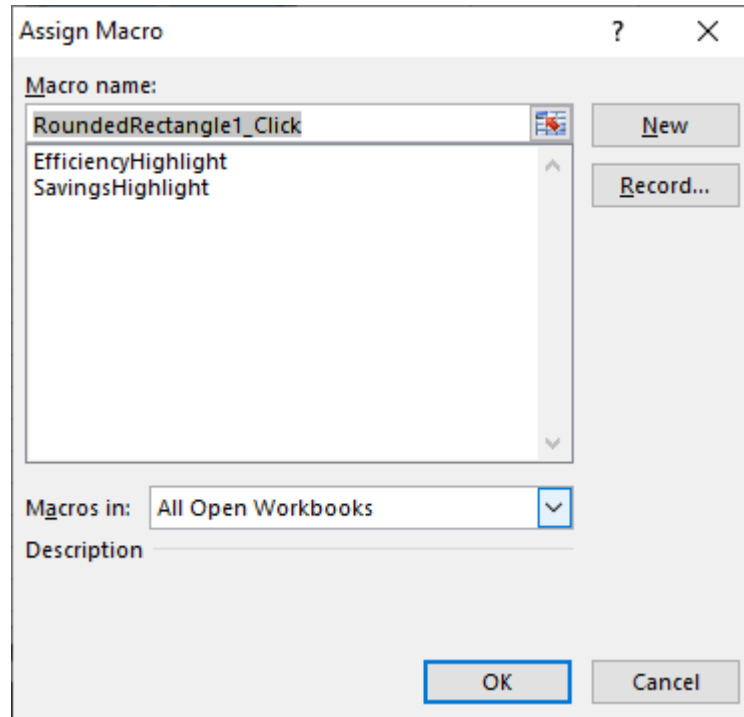 Assign Macro ?
Macro name:
RoundedRectangle1_Click
New
EfficiencyHighlight
SavingsHighlight
Record...
Macros in: All Open Workbooks
Description
OK Cancel